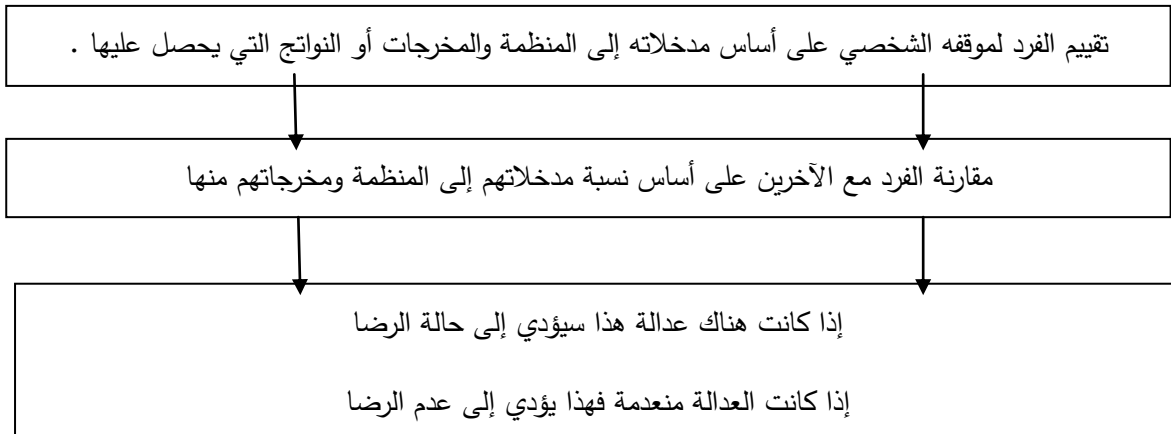 تقييم الفرد لموقفه الشخصي على أساس مدخلاته إلى المنظمة والمخرجات أو النواتج التي يحصل عليها .
مقارنة الفرد مع الآخرين على أساس نسبة مدخلاتهم إلى المنظمة ومخرجاتهم منها
إذا كانت هناك عدالة هذا سيؤدي إلى حالة الرضا
إذا كانت العدالة منعدمة فهذا يؤدي إلى عدم الرضا